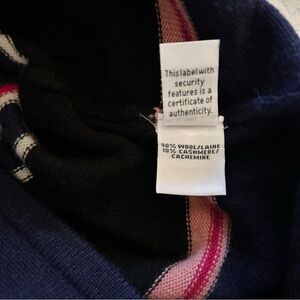 This label with
security
features is a
certificate of
authenticity.
90% WOOL/LAINE
10% CASHMERE/
CACHEMIRE